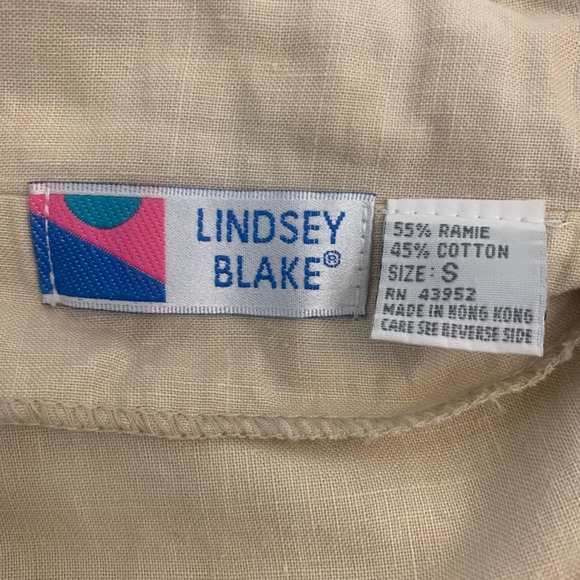 LINDSEY
BLAKE®
55% RAMIE
45% COTTON
SIZE: S
RN 43952
MADE IN HONG KONG
CARE SEE REVERSE SIDE